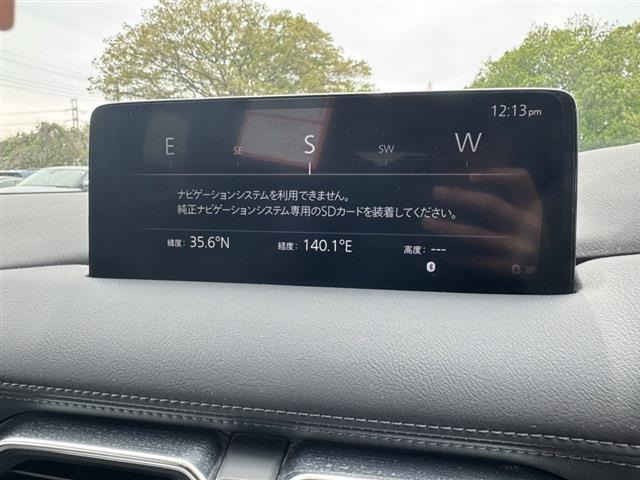 12:13pm
E SE S SW W
ナビゲーションシステムを利用できません。
純正ナビゲーションシステム専用のSDカードを装着してください。
緯度: 35.6°N 経度: 140.1°E 高度: ---